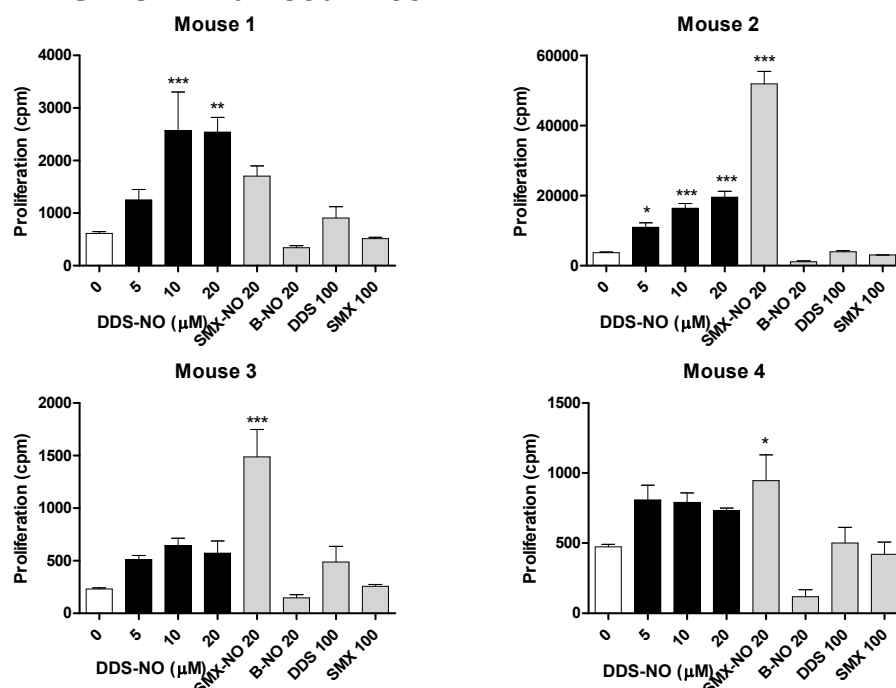 Mouse 1
Proliferation (cpm)
4000
3000
2000
1000
0
***
**
0
5
10
20
SMX-NO 20
B-NO 20
DDS 100
SMX 100
DDS-NO (μM)
Mouse 2
Proliferation (cpm)
60000
40000
20000
0
*
***
***
***
0
5
10
20
SMX-NO 20
B-NO 20
DDS 100
SMX 100
DDS-NO (μM)
Mouse 3
Proliferation (cpm)
2000
1500
1000
500
0
***
0
5
10
20
SMX-NO 20
B-NO 20
DDS 100
SMX 100
DDS-NO (μM)
Mouse 4
Proliferation (cpm)
1500
1000
500
0
*
0
5
10
20
SMX-NO 20
B-NO 20
DDS 100
SMX 100
DDS-NO (μM)